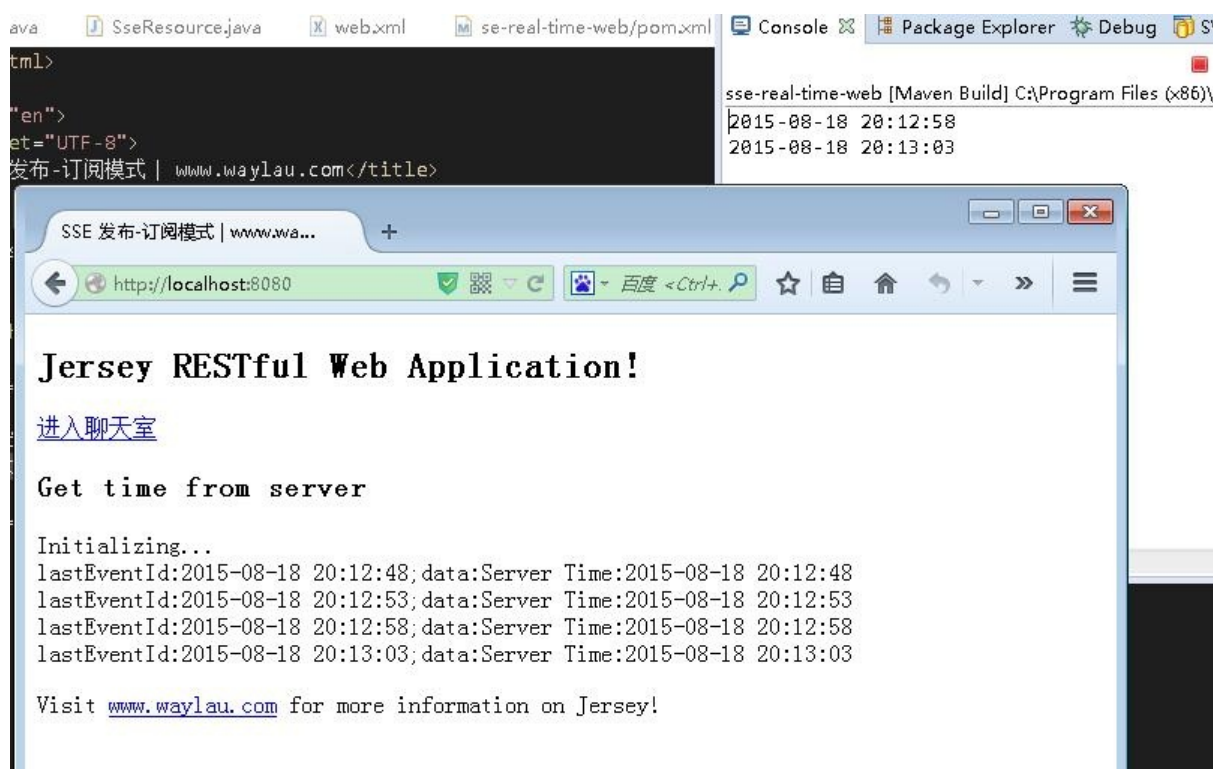 ava SseResource.java web.xml se-real-time-web/pom.xml
Console Package Explorer Debug
tml>
sse-real-time-web [Maven Build] C:\Program Files (x86)\
"en">
2015-08-18 20:12:58
et="UTF-8">
2015-08-18 20:13:03
发布-订阅模式 | www.waylau.com</title>
SSE 发布-订阅模式 | www.wa...
http://localhost:8080
百度 <Ctrl+.
Jersey RESTful Web Application!
进入聊天室
Get time from server
Initializing...
lastEventId:2015-08-18 20:12:48;data:Server Time:2015-08-18 20:12:48
lastEventId:2015-08-18 20:12:53;data:Server Time:2015-08-18 20:12:53
lastEventId:2015-08-18 20:12:58;data:Server Time:2015-08-18 20:12:58
lastEventId:2015-08-18 20:13:03;data:Server Time:2015-08-18 20:13:03
Visit www.waylau.com for more information on Jersey!